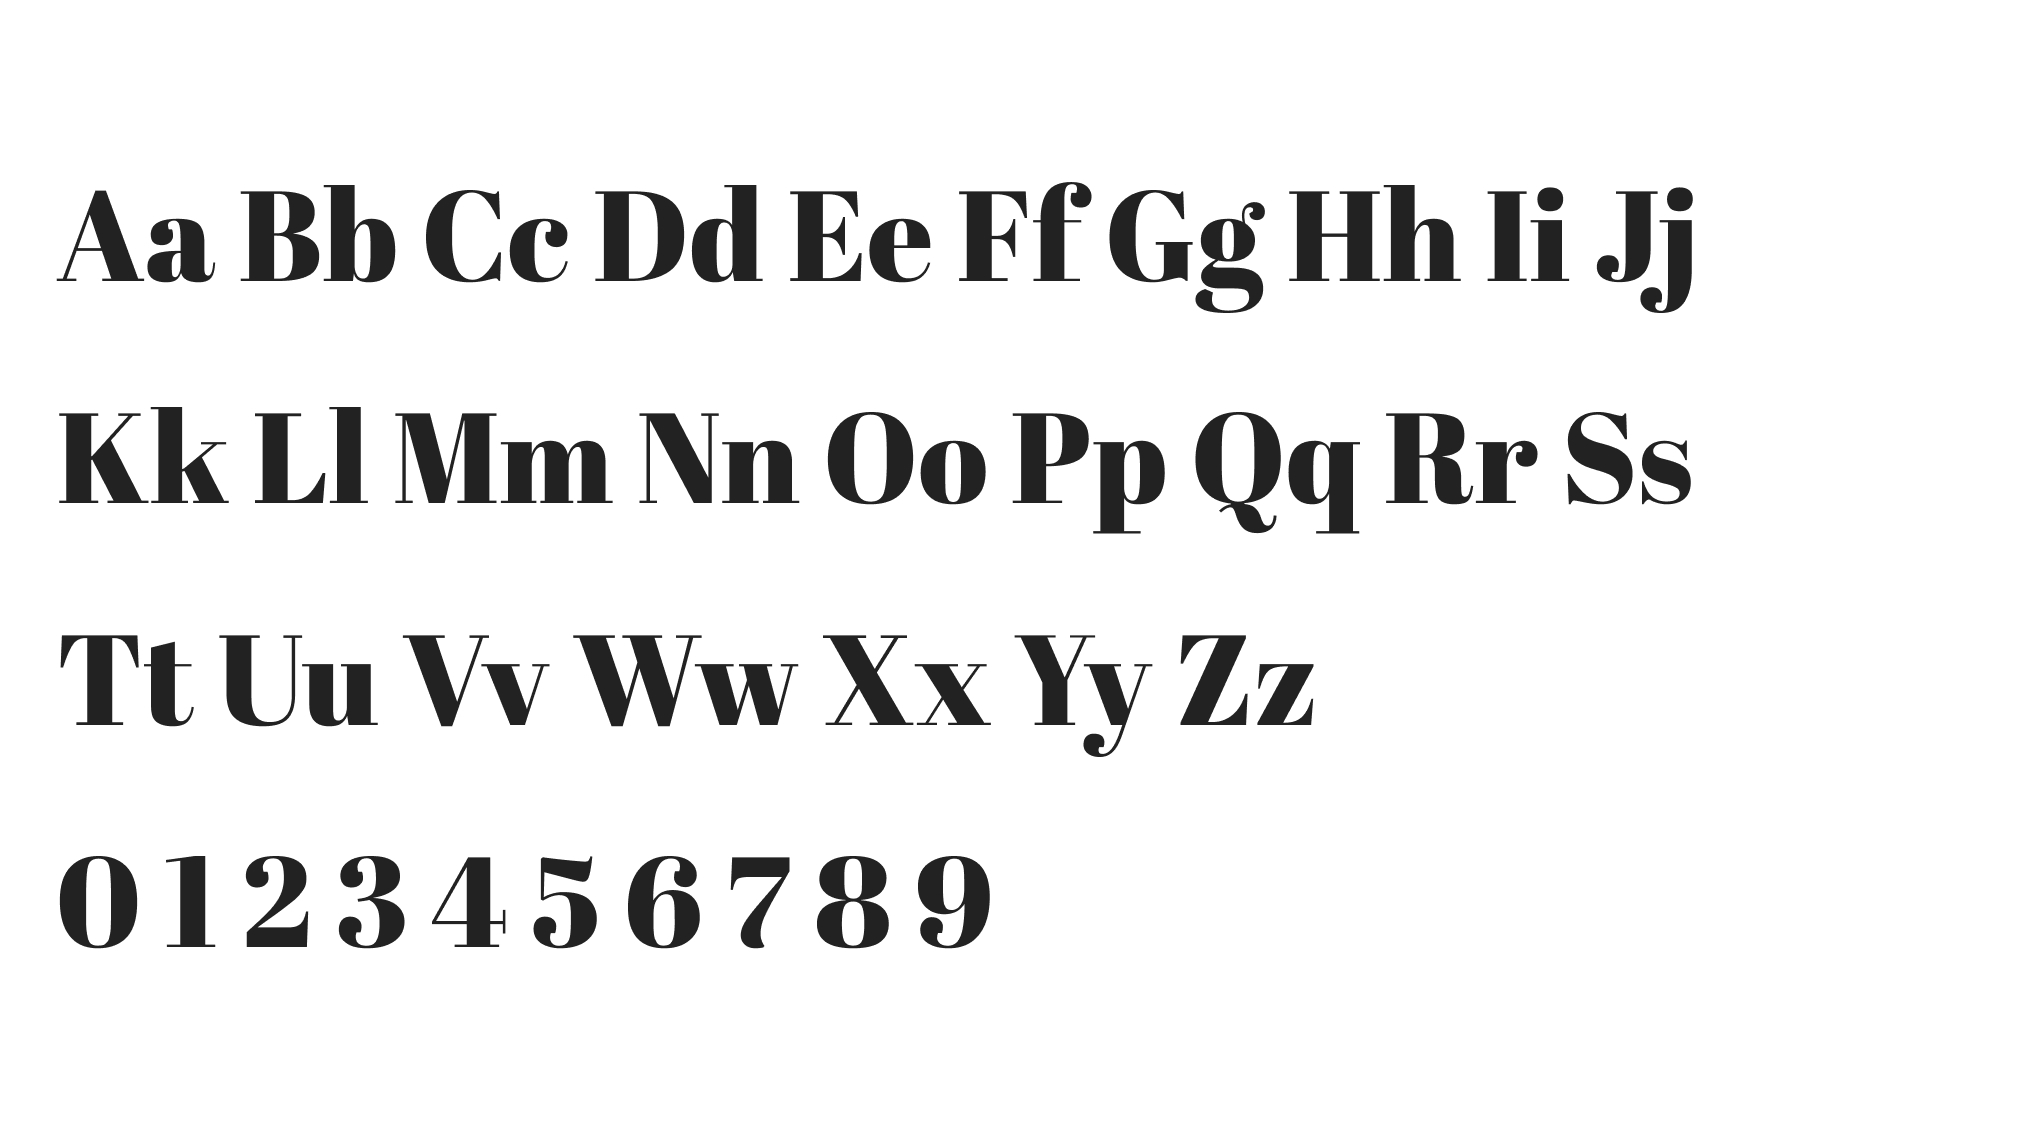 Aa Bb Cc Dd Ee Ff Gg Hh Ii Jj
Kk Ll Mm Nn Oo Pp Qq Rr Ss
Tt Uu Vv Ww Xx Yy Zz
0 1 2 3 4 5 6 7 8 9